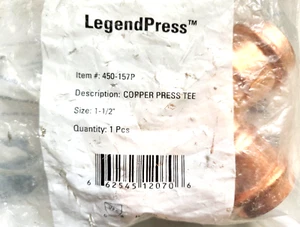 LegendPress™
Item #: 450-157P
Description: COPPER PRESS TEE
Size: 1-1/2"
Quantity: 1 Pcs
6 62545 12070 6